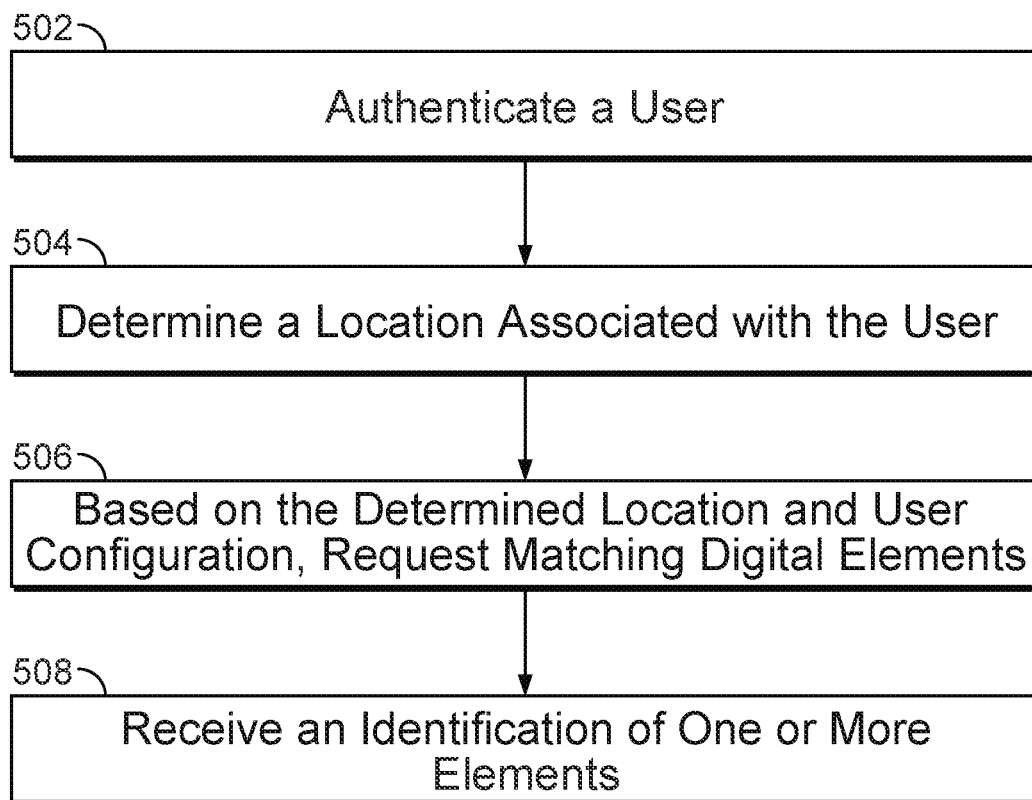 502
Authenticate a User
504
Determine a Location Associated with the User
506
Based on the Determined Location and User
Configuration, Request Matching Digital Elements
508
Receive an Identification of One or More
Elements